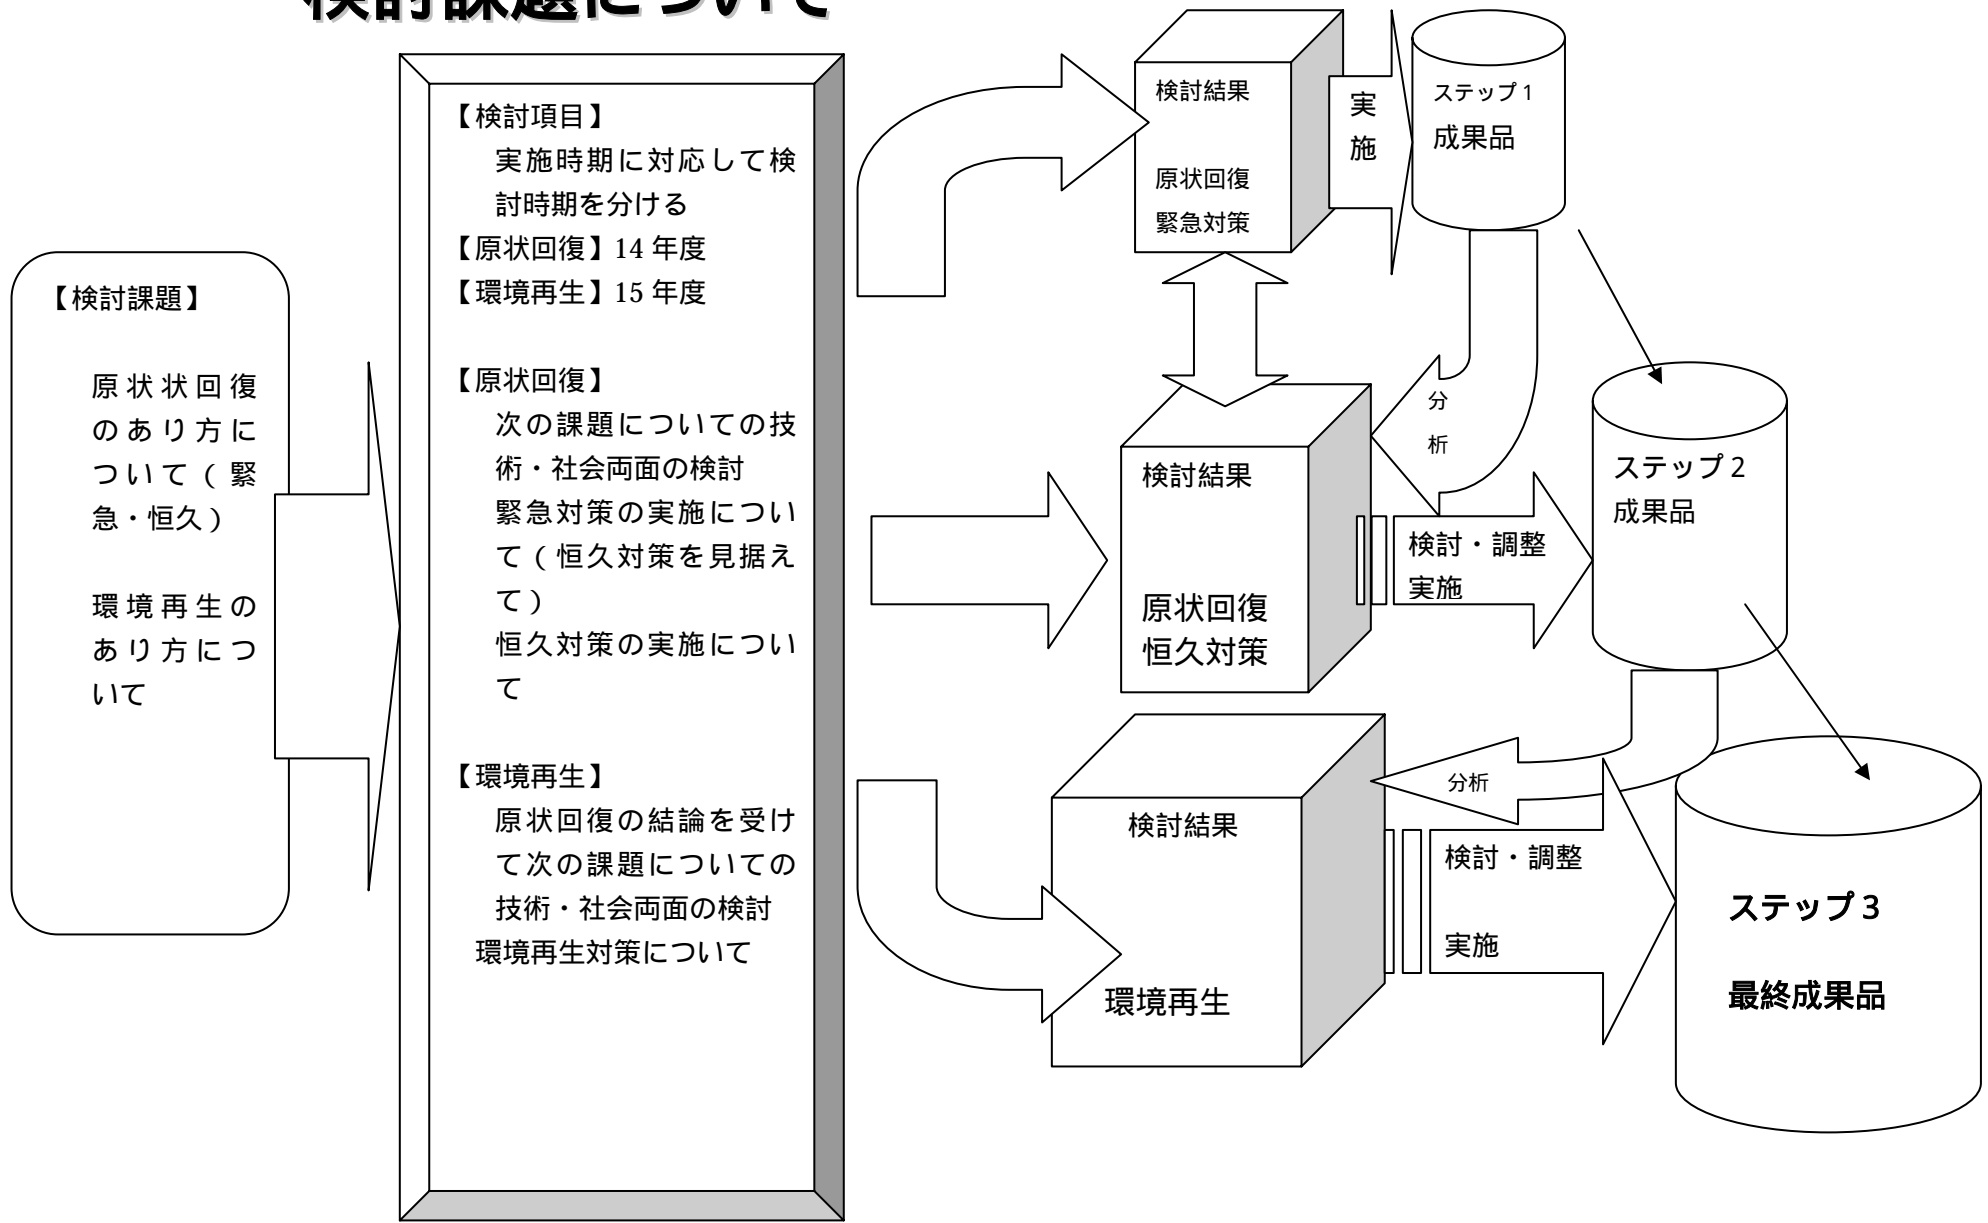 検討課題について
【検討課題】
原状状回復
のあり方に
ついて（緊
急・恒久）
環境再生の
あり方につ
いて
【検討項目】
実施時期に対応して検
討時期を分ける
【原状回復】14 年度
【環境再生】15 年度
【原状回復】
次の課題についての技
術・社会両面の検討
緊急対策の実施につい
て（恒久対策を見据え
て）
恒久対策の実施につい
て
【環境再生】
原状回復の結論を受け
て次の課題についての
技術・社会両面の検討
環境再生対策について
検討結果
原状回復
緊急対策
実
施
ステップ1
成果品
分
析
検討結果
原状回復
恒久対策
検討・調整
実施
ステップ2
成果品
分析
検討結果
環境再生
検討・調整
実施
ステップ3
最終成果品